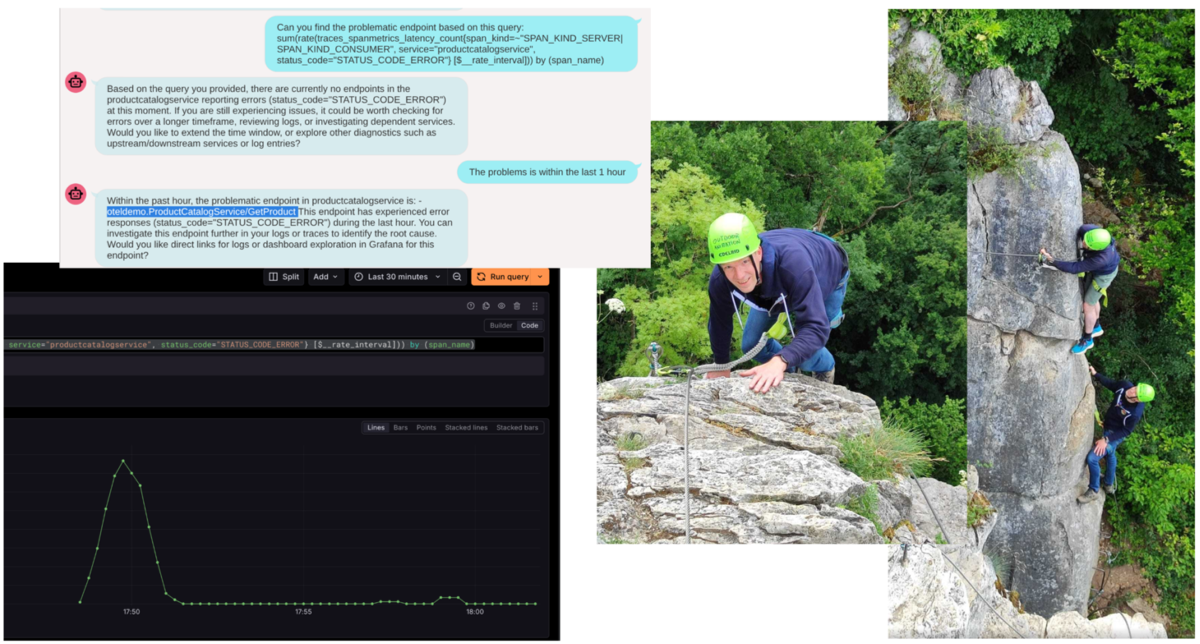 Can you find the problematic endpoint based on this query:
sum(rate(traces_spanmetrics_latency_count{span_kind=~"SPAN_KIND_SERVER|
SPAN_KIND_CONSUMER", service="productcatalogservice",
status_code="STATUS_CODE_ERROR"} [$__rate_interval])) by (span_name)
Based on the query you provided, there are currently no endpoints in the
productcatalogservice reporting errors (status_code="STATUS_CODE_ERROR")
at this moment. If you are still experiencing issues, it could be worth checking for
errors over a longer timeframe, reviewing logs, or investigating dependent services.
Would you like to extend the time window, or explore other diagnostics such as
upstream/downstream services or log entries?
The problems is within the last 1 hour
Within the past hour, the problematic endpoint in productcatalogservice is: -
oteldemo.ProductCatalogService/GetProduct This endpoint has experienced error
responses (status_code="STATUS_CODE_ERROR") during the last hour. You can
investigate this endpoint further in your logs or traces to identify the root cause.
Would you like direct links for logs or dashboard exploration in Grafana for this
endpoint?
Split
Add
Last 30 minutes
Run query
Builder
Code
service="productcatalogservice", status_code="STATUS_CODE_ERROR"} [$__rate_interval])) by (span_name)
Lines
Bars
Points
Stacked lines
Stacked bars
17:50
17:55
18:00